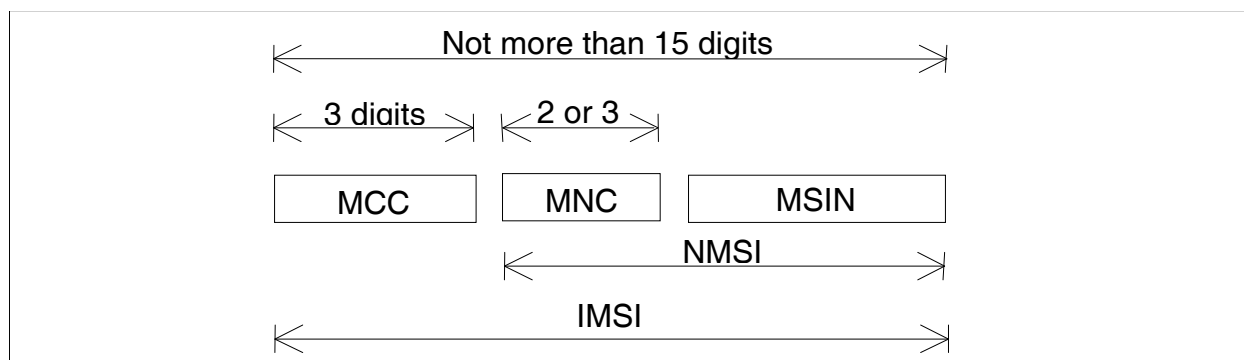 Not more than 15 digits
3 digits 2 or 3
MCC MNC MSIN
NMSI
IMSI